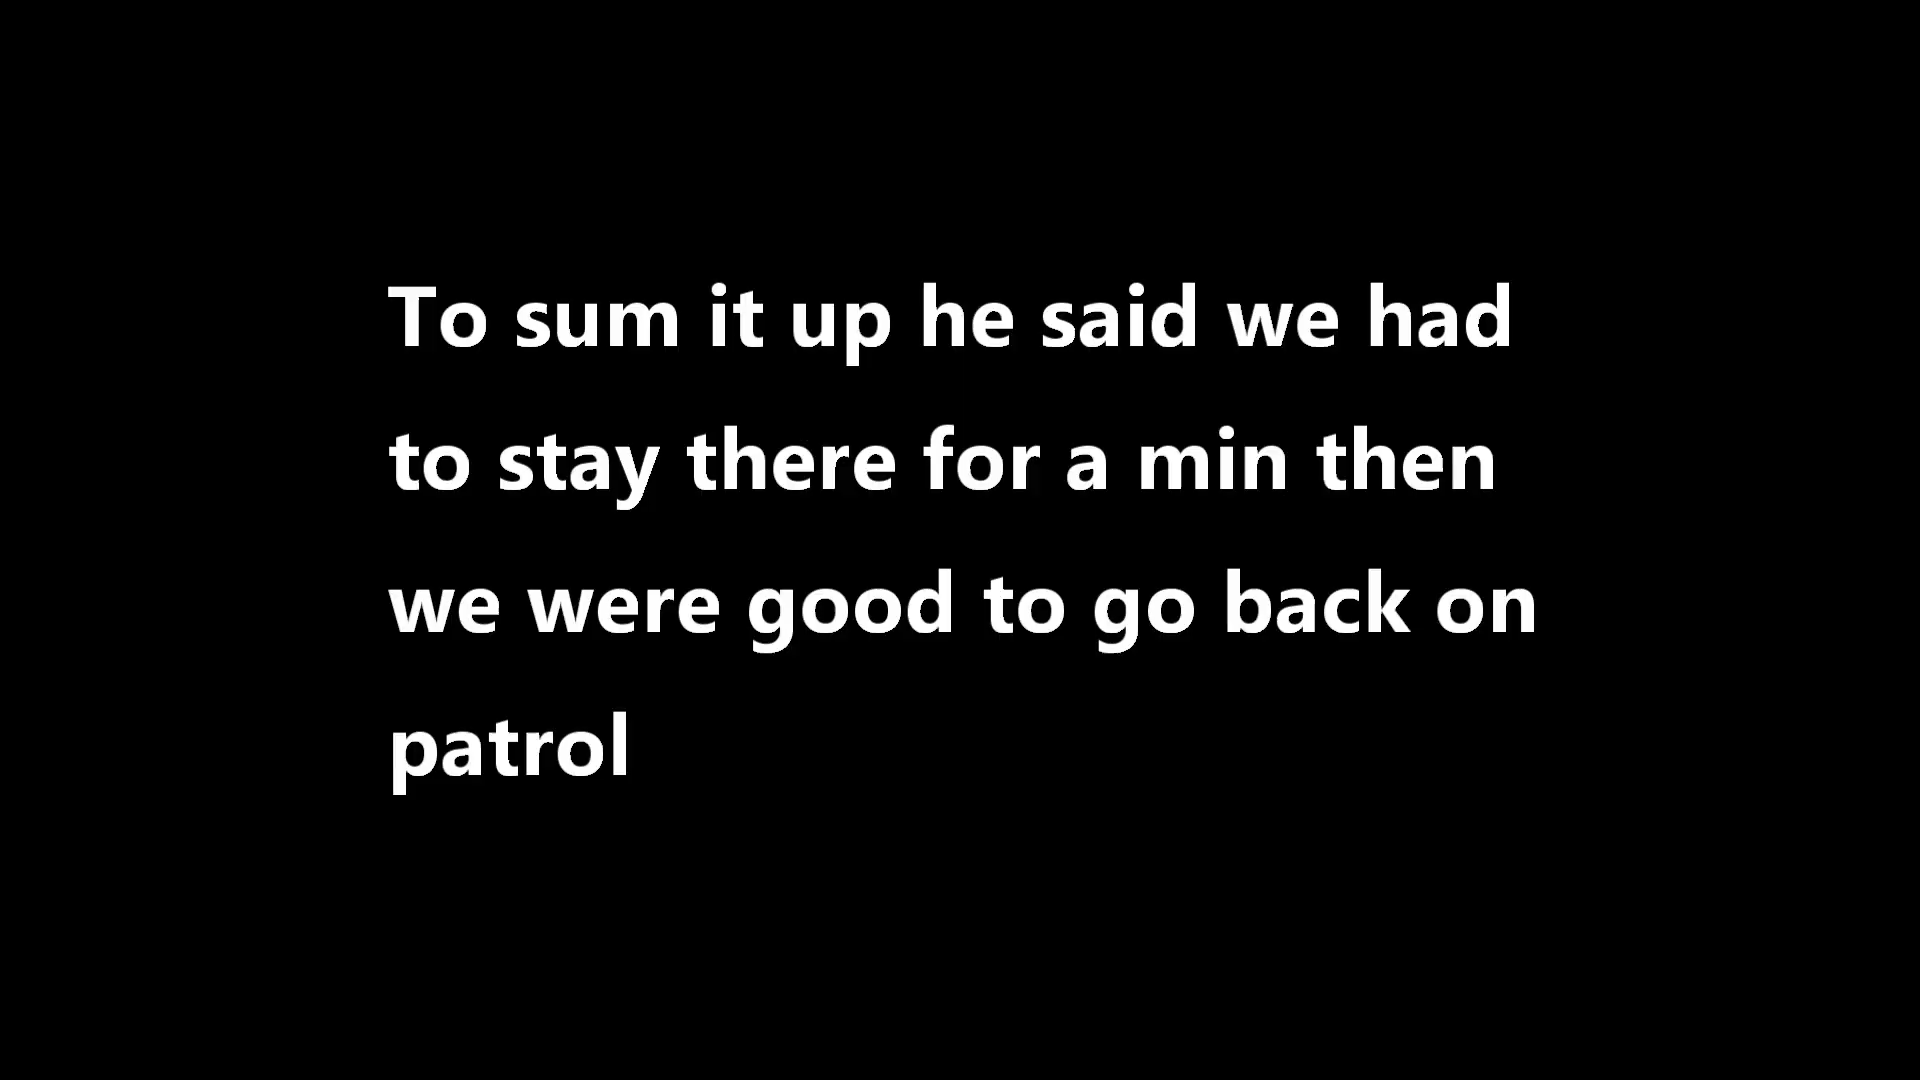 To sum it up he said we had
to stay there for a min then
we were good to go back on
patrol